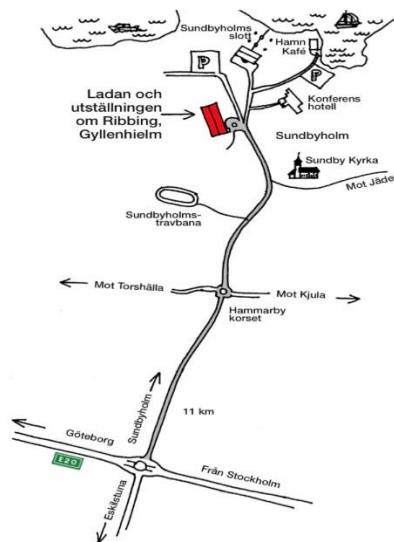 Sundbyholms
slott
Hamn
Kafé
P
P
Ladan och
utställningen
om Ribbing,
Gyllenhielm
Konferens
hotell
Sundbyholm
Sundby Kyrka
Mot Jäder
Sundbyholms-
travbana
Mot Torshälla
Mot Kjula
Hammarby
korset
Sundbyholm
11 km
Göteborg
E20
Från Stockholm
Eskilstuna